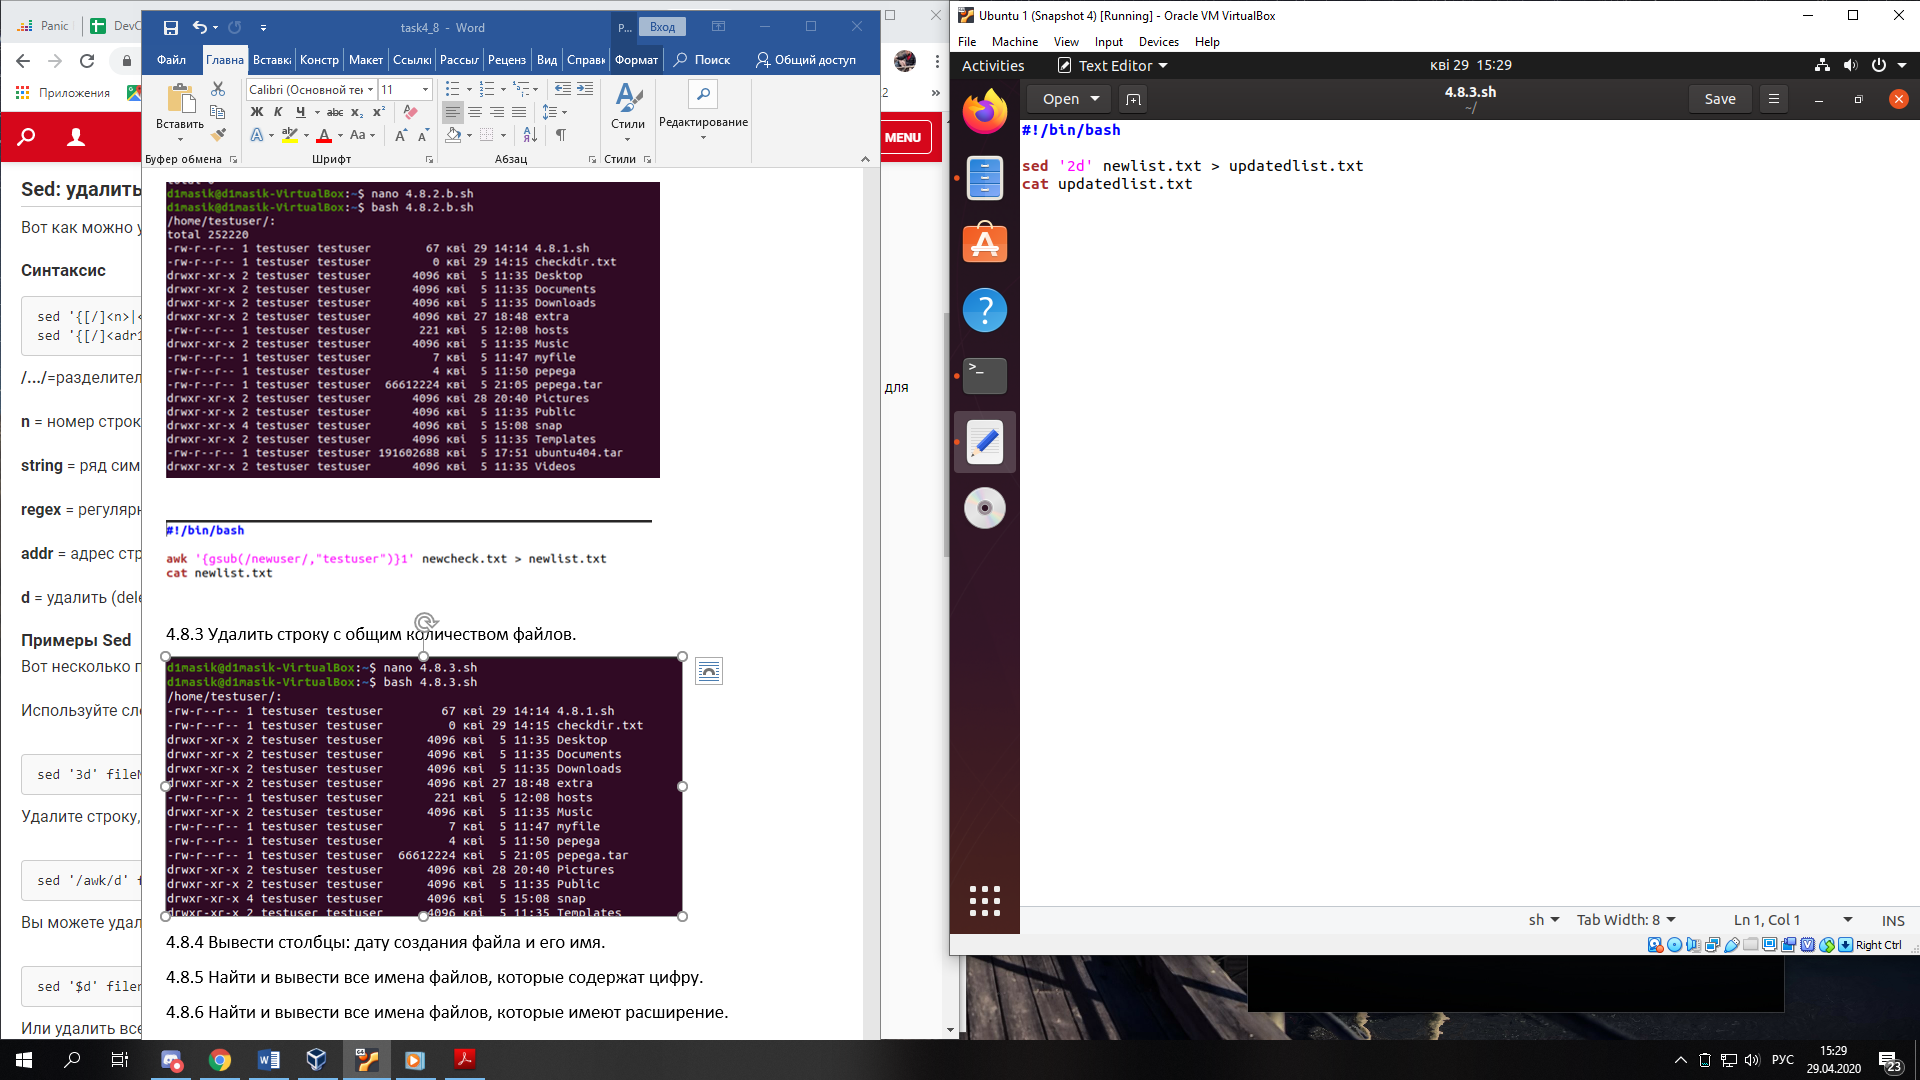 Panic
DevC
Приложения
Sed: удалить
Вот как можно у
Синтаксис
sed '{[/]<n>|<
sed '{[/]<adr1
/.../=разделител
n = номер строк
string = ряд сим
regex = регулярн
addr = адрес стр
d = удалить (dele
Примеры Sed
Вот несколько п
Используйте сле
sed '3d' fileN
Удалите строку,
sed '/awk/d' f
Вы можете удал
sed '$d' filen
Или удалить все
MENU
2
»
для
task4_8 - Word
Р...
Вход
Файл
Главна
Вставка
Констр
Макет
Ссылки
Рассыл
Реценз
Вид
Справк
Формат
Поиск
Общий доступ
Вставить
Calibri (Основной тек
11
Ж К Ч abc x₂ x²
Aa
Стили
Редактирование
Буфер обмена
Шрифт
Абзац
Стили
d1masik@d1masik-VirtualBox:~$ nano 4.8.2.b.sh
d1masik@d1masik-VirtualBox:~$ bash 4.8.2.b.sh
/home/testuser/:
total 252220
-rw-r--r-- 1 testuser testuser 67 кві 29 14:14 4.8.1.sh
-rw-r--r-- 1 testuser testuser 0 кві 29 14:15 checkdir.txt
drwxr-xr-x 2 testuser testuser 4096 кві 5 11:35 Desktop
drwxr-xr-x 2 testuser testuser 4096 кві 5 11:35 Documents
drwxr-xr-x 2 testuser testuser 4096 кві 5 11:35 Downloads
drwxr-xr-x 2 testuser testuser 4096 кві 27 18:48 extra
-rw-r--r-- 1 testuser testuser 221 кві 5 12:08 hosts
drwxr-xr-x 2 testuser testuser 4096 кві 5 11:35 Music
-rw-r--r-- 1 testuser testuser 7 кві 5 11:47 myfile
-rw-r--r-- 1 testuser testuser 4 кві 5 11:50 pepega
-rw-r--r-- 1 testuser testuser 66612224 кві 5 21:05 pepega.tar
drwxr-xr-x 2 testuser testuser 4096 кві 28 20:40 Pictures
drwxr-xr-x 2 testuser testuser 4096 кві 5 11:35 Public
drwxr-xr-x 4 testuser testuser 4096 кві 5 15:08 snap
drwxr-xr-x 2 testuser testuser 4096 кві 5 11:35 Templates
-rw-r--r-- 1 testuser testuser 191602688 кві 5 17:51 ubuntu404.tar
drwxr-xr-x 2 testuser testuser 4096 кві 5 11:35 Videos
#!/bin/bash
awk '{gsub(/newuser/,"testuser")}1' newcheck.txt > newlist.txt
cat newlist.txt
4.8.3 Удалить строку с общим количеством файлов.
d1masik@d1masik-VirtualBox:~$ nano 4.8.3.sh
d1masik@d1masik-VirtualBox:~$ bash 4.8.3.sh
/home/testuser/:
-rw-r--r-- 1 testuser testuser 67 кві 29 14:14 4.8.1.sh
-rw-r--r-- 1 testuser testuser 0 кві 29 14:15 checkdir.txt
drwxr-xr-x 2 testuser testuser 4096 кві 5 11:35 Desktop
drwxr-xr-x 2 testuser testuser 4096 кві 5 11:35 Documents
drwxr-xr-x 2 testuser testuser 4096 кві 5 11:35 Downloads
drwxr-xr-x 2 testuser testuser 4096 кві 27 18:48 extra
-rw-r--r-- 1 testuser testuser 221 кві 5 12:08 hosts
drwxr-xr-x 2 testuser testuser 4096 кві 5 11:35 Music
-rw-r--r-- 1 testuser testuser 7 кві 5 11:47 myfile
-rw-r--r-- 1 testuser testuser 4 кві 5 11:50 pepega
-rw-r--r-- 1 testuser testuser 66612224 кві 5 21:05 pepega.tar
drwxr-xr-x 2 testuser testuser 4096 кві 28 20:40 Pictures
drwxr-xr-x 2 testuser testuser 4096 кві 5 11:35 Public
drwxr-xr-x 4 testuser testuser 4096 кві 5 15:08 snap
drwxr-xr-x 2 testuser testuser 4096 кві 5 11:35 Templates
4.8.4 Вывести столбцы: дату создания файла и его имя.
4.8.5 Найти и вывести все имена файлов, которые содержат цифру.
4.8.6 Найти и вывести все имена файлов, которые имеют расширение.
Ubuntu 1 (Snapshot 4) [Running] - Oracle VM VirtualBox
File Machine View Input Devices Help
Activities
Text Editor
кві 29 15:29
Open
4.8.3.sh
~/
Save
#!/bin/bash
sed '2d' newlist.txt > updatedlist.txt
cat updatedlist.txt
sh
Tab Width: 8
Ln 1, Col 1
INS
Right Ctrl
РУС
15:29
29.04.2020
23